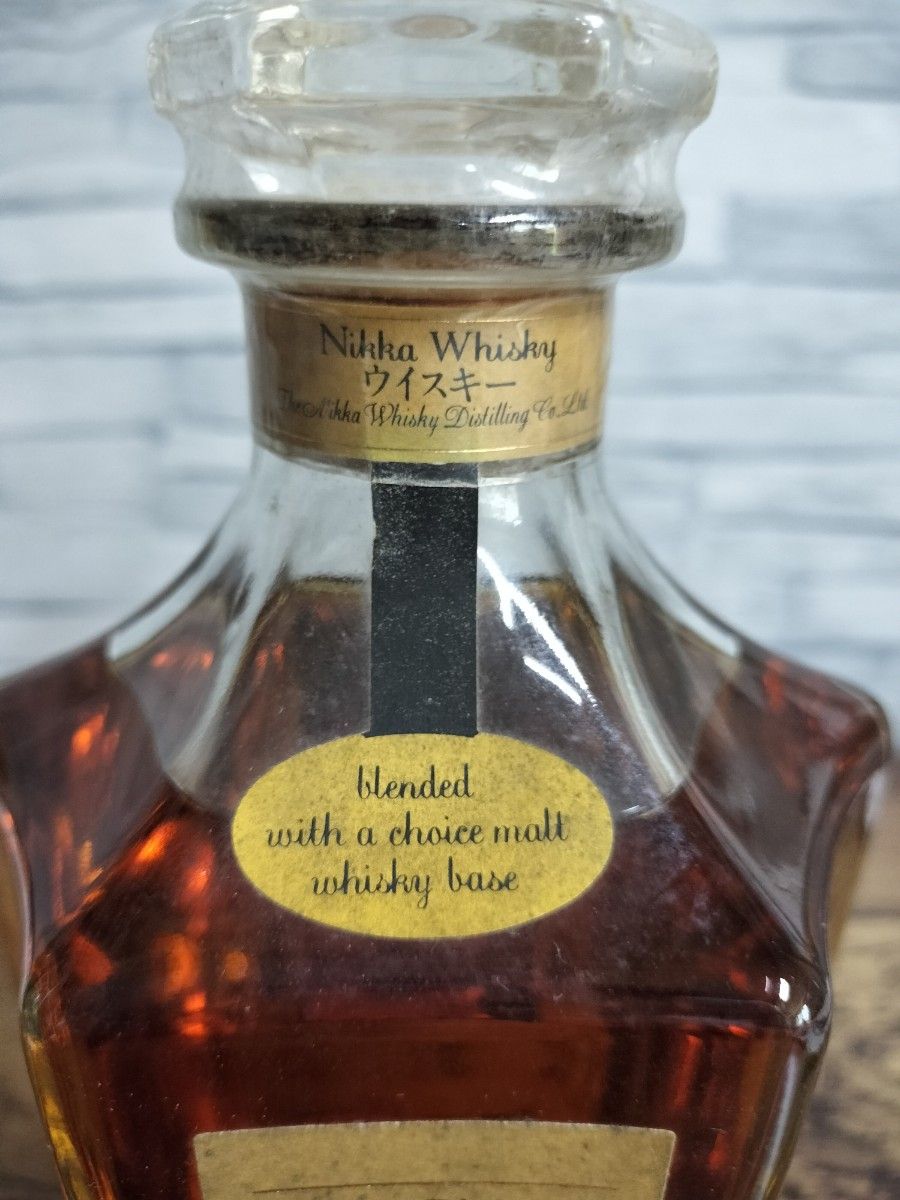 Nikka Whisky
ウイスキー
The Nikka Whisky Distilling Co. Ltd.
blended
with a choice malt
whisky base